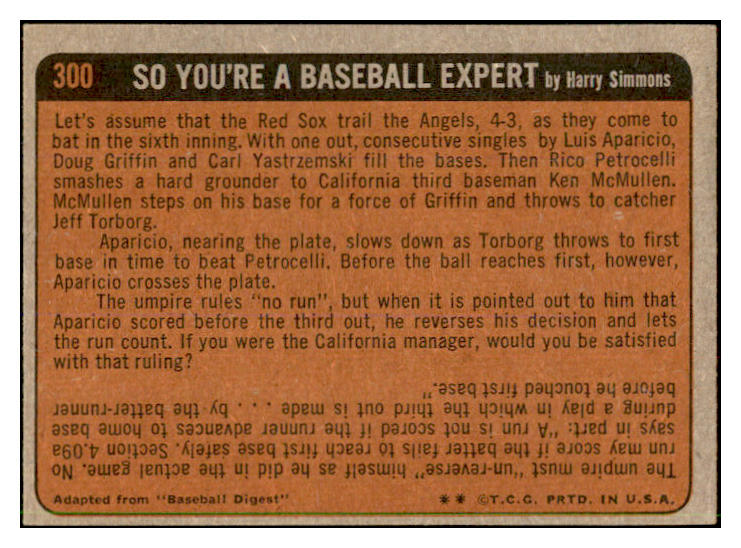 300 SO YOU'RE A BASEBALL EXPERT by Harry Simmons
Let's assume that the Red Sox trail the Angels, 4-3, as they come to
bat in the sixth inning. With one out, consecutive singles by Luis Aparicio,
Doug Griffin and Carl Yastrzemski fill the bases. Then Rico Petrocelli
smashes a hard grounder to California third baseman Ken McMullen.
McMullen steps on his base for a force of Griffin and throws to catcher
Jeff Torborg.
Aparicio, nearing the plate, slows down as Torborg throws to first
base in time to beat Petrocelli. Before the ball reaches first, however,
Aparicio crosses the plate.
The umpire rules "no run", but when it is pointed out to him that
Aparicio scored before the third out, he reverses his decision and lets
the run count. If you were the California manager, would you be satisfied
with that ruling?
The umpire must "un-reverse" himself as he did in the actual game. No
run may score if the batter fails to reach first base safely. Section 4.09a
says in part: "A run is not scored if the runner advances to home base
during a play in which the third out is made . . . by the batter-runner
before he touched first base."
Adapted from "Baseball Digest" ** ©T.C.G. PRTD. IN U.S.A.